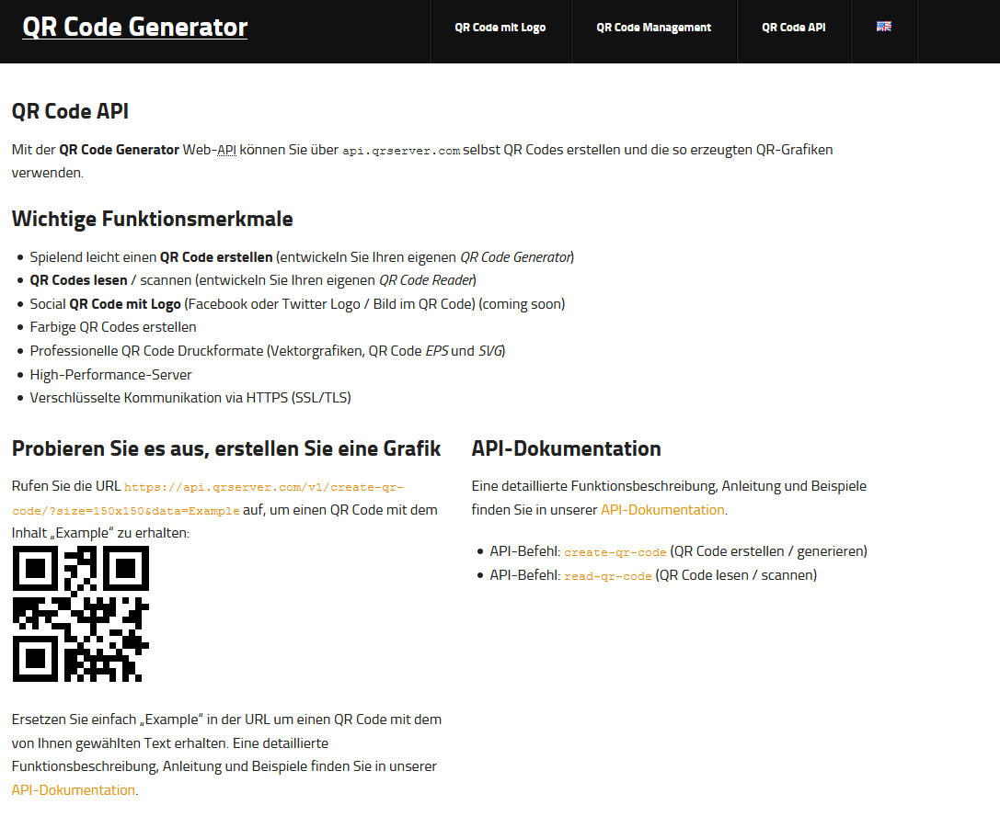 QR Code Generator
QR Code mit Logo
QR Code Management
QR Code API
QR Code API
Mit der QR Code Generator Web-API können Sie über api.qrserver.com selbst QR Codes erstellen und die so erzeugten QR-Grafiken
verwenden.
Wichtige Funktionsmerkmale
• Spielend leicht einen QR Code erstellen (entwickeln Sie Ihren eigenen QR Code Generator)
• QR Codes lesen / scannen (entwickeln Sie Ihren eigenen QR Code Reader)
• Social QR Code mit Logo (Facebook oder Twitter Logo / Bild im QR Code) (coming soon)
• Farbige QR Codes erstellen
• Professionelle QR Code Druckformate (Vektorgrafiken, QR Code EPS und SVG)
• High-Performance-Server
• Verschlüsselte Kommunikation via HTTPS (SSL/TLS)
Probieren Sie es aus, erstellen Sie eine Grafik
Rufen Sie die URL https://api.qrserver.com/v1/create-qr-
code/?size=150x150&data=Example auf, um einen QR Code mit dem
Inhalt „Example“ zu erhalten:
Ersetzen Sie einfach „Example“ in der URL um einen QR Code mit dem
von Ihnen gewählten Text erhalten. Eine detaillierte
Funktionsbeschreibung, Anleitung und Beispiele finden Sie in unserer
API-Dokumentation.
API-Dokumentation
Eine detaillierte Funktionsbeschreibung, Anleitung und Beispiele
finden Sie in unserer API-Dokumentation.
• API-Befehl: create-qr-code (QR Code erstellen / generieren)
• API-Befehl: read-qr-code (QR Code lesen / scannen)